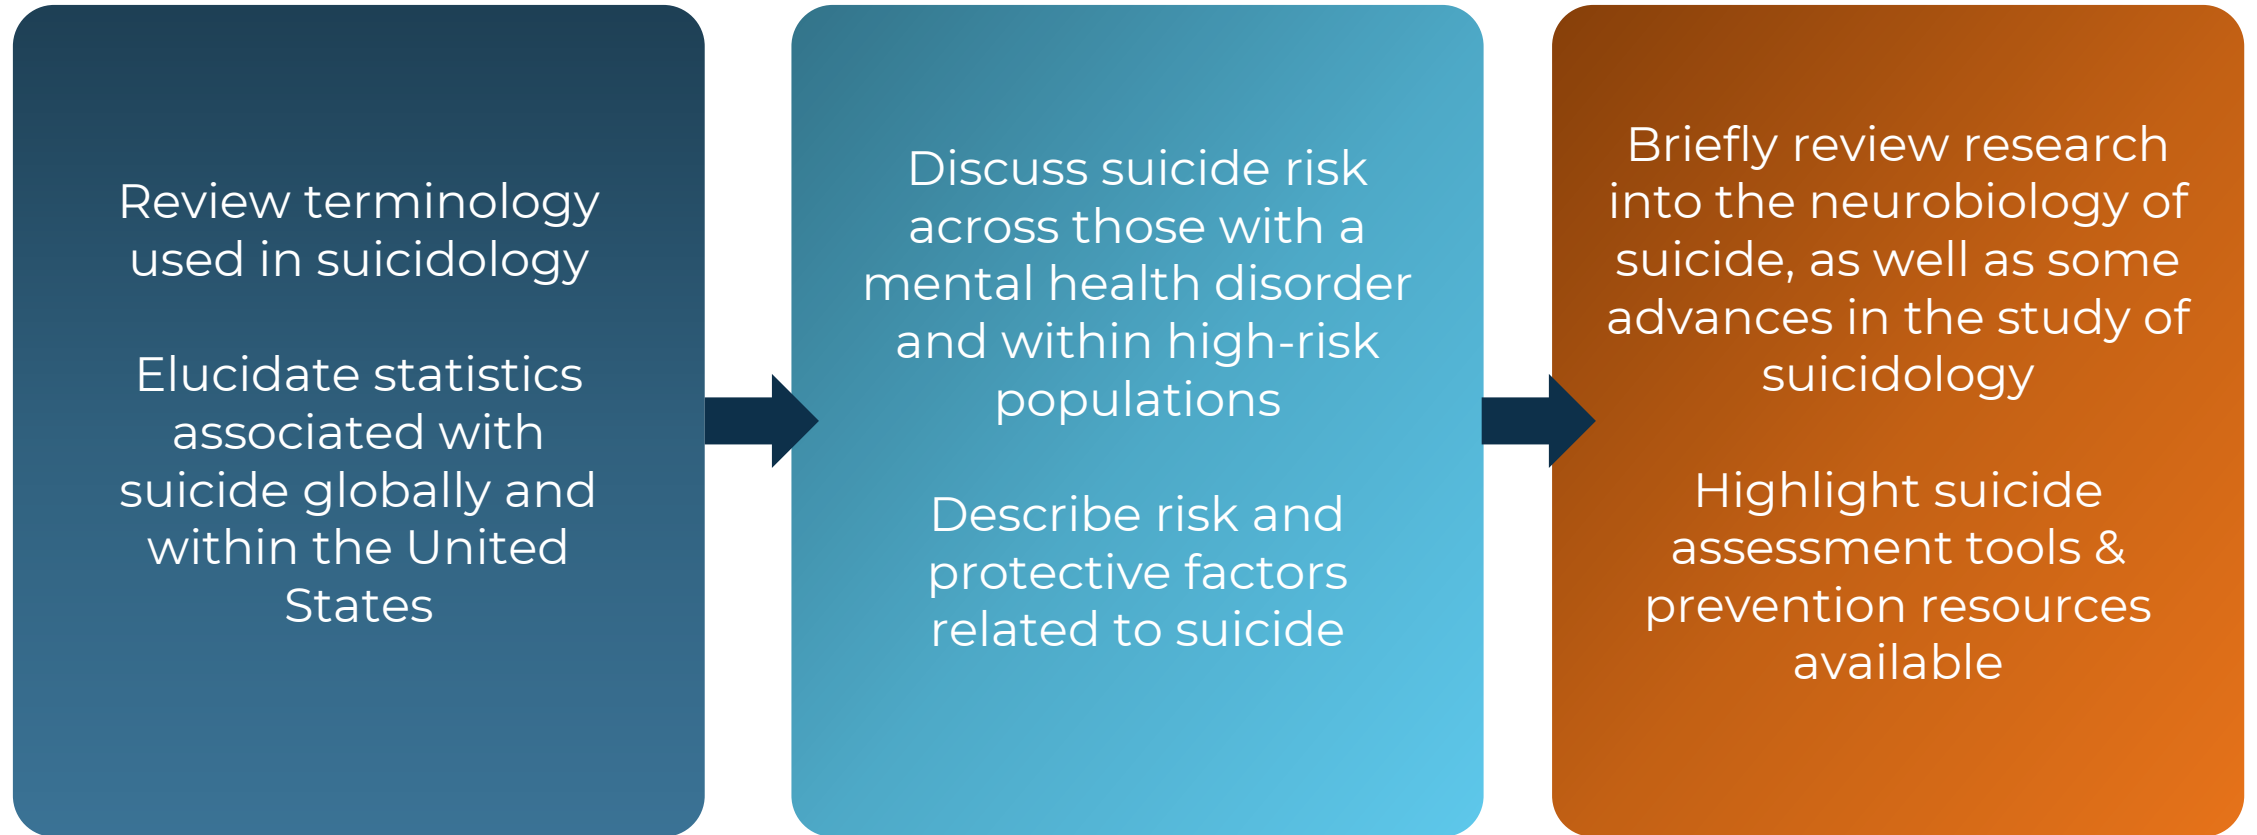 Review terminology
used in suicidology
Elucidate statistics
associated with
suicide globally and
within the United
States
Discuss suicide risk
across those with a
mental health disorder
and within high-risk
populations
Describe risk and
protective factors
related to suicide
Briefly review research
into the neurobiology of
suicide, as well as some
advances in the study of
suicidology
Highlight suicide
assessment tools &
prevention resources
available